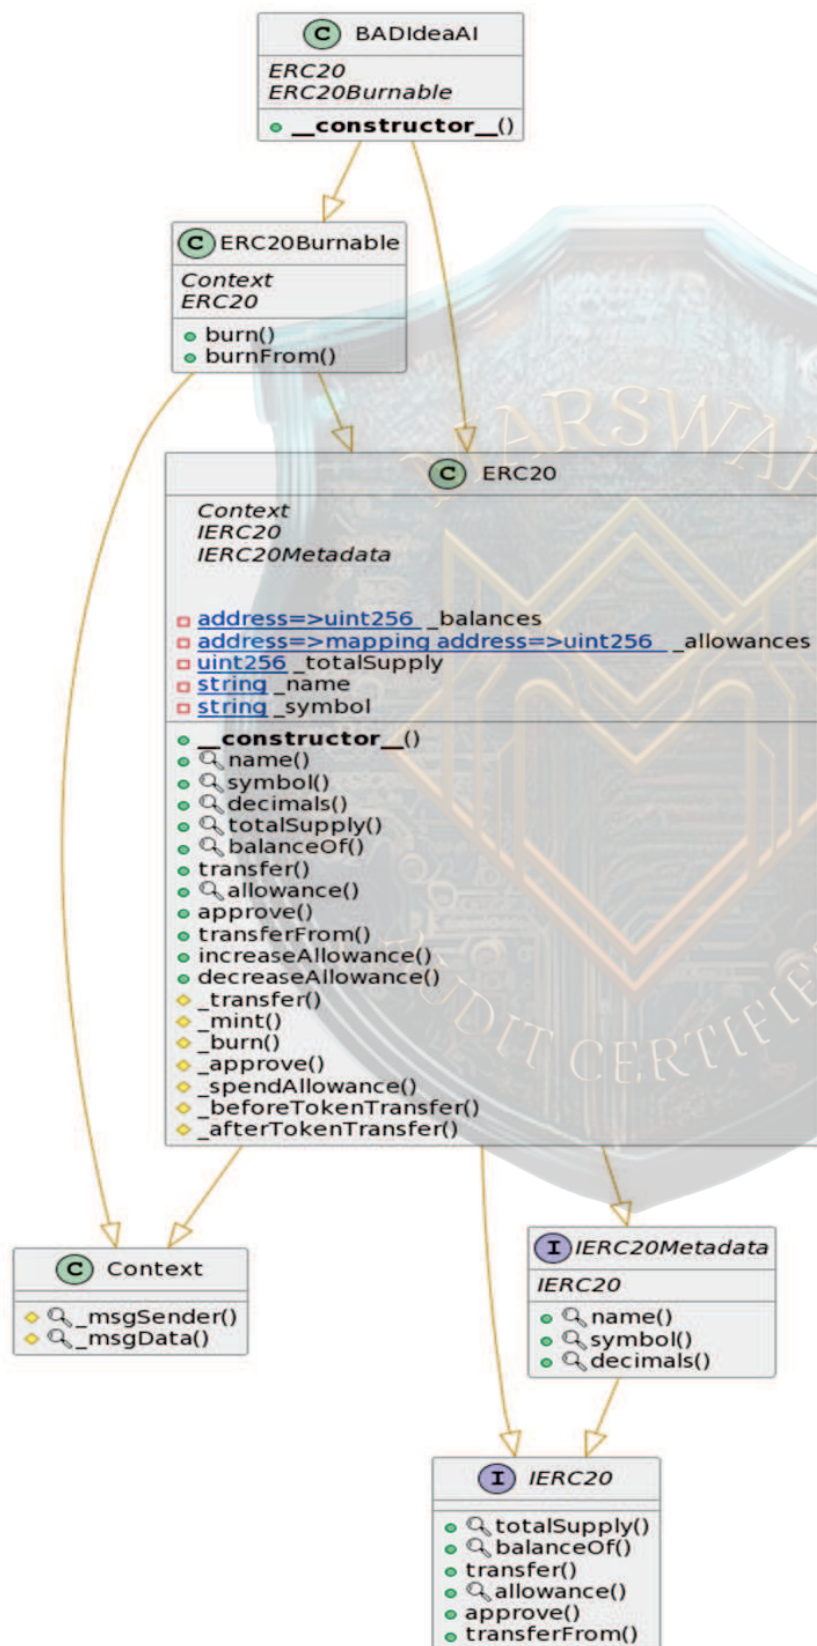 C BADIdeaAI
ERC20
ERC20Burnable
__constructor__()
C ERC20Burnable
Context
ERC20
burn()
burnFrom()
MARSWAP
C ERC20
Context
IERC20
IERC20Metadata
address=>uint256 _balances
address=>mapping address=>uint256 _allowances
uint256 _totalSupply
string _name
string _symbol
__constructor__()
name()
symbol()
decimals()
totalSupply()
balanceOf()
transfer()
allowance()
approve()
transferFrom()
increaseAllowance()
decreaseAllowance()
_transfer()
_mint()
_burn()
_approve()
_spendAllowance()
_beforeTokenTransfer()
_afterTokenTransfer()
AUDIT CERTIFIE
C Context
_msgSender()
_msgData()
I IERC20Metadata
IERC20
name()
symbol()
decimals()
I IERC20
totalSupply()
balanceOf()
transfer()
allowance()
approve()
transferFrom()